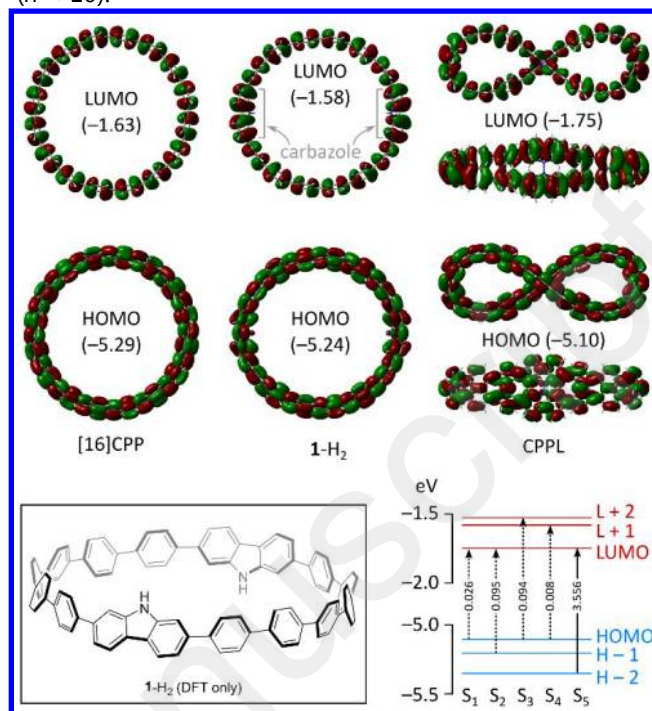 (n > 20).
LUMO
(−1.63)
LUMO
(−1.58)
carbazole
LUMO (−1.75)
HOMO
(−5.29)
HOMO
(−5.24)
HOMO (−5.10)
[16]CPP
1-H₂
CPPL
H
N
N
H
1-H₂ (DFT only)
eV
−1.5
−2.0
−5.0
−5.5
L + 2
L + 1
LUMO
HOMO
H − 1
H − 2
0.026
0.095
0.094
0.008
3.556
S₁ S₂ S₃ S₄ S₅